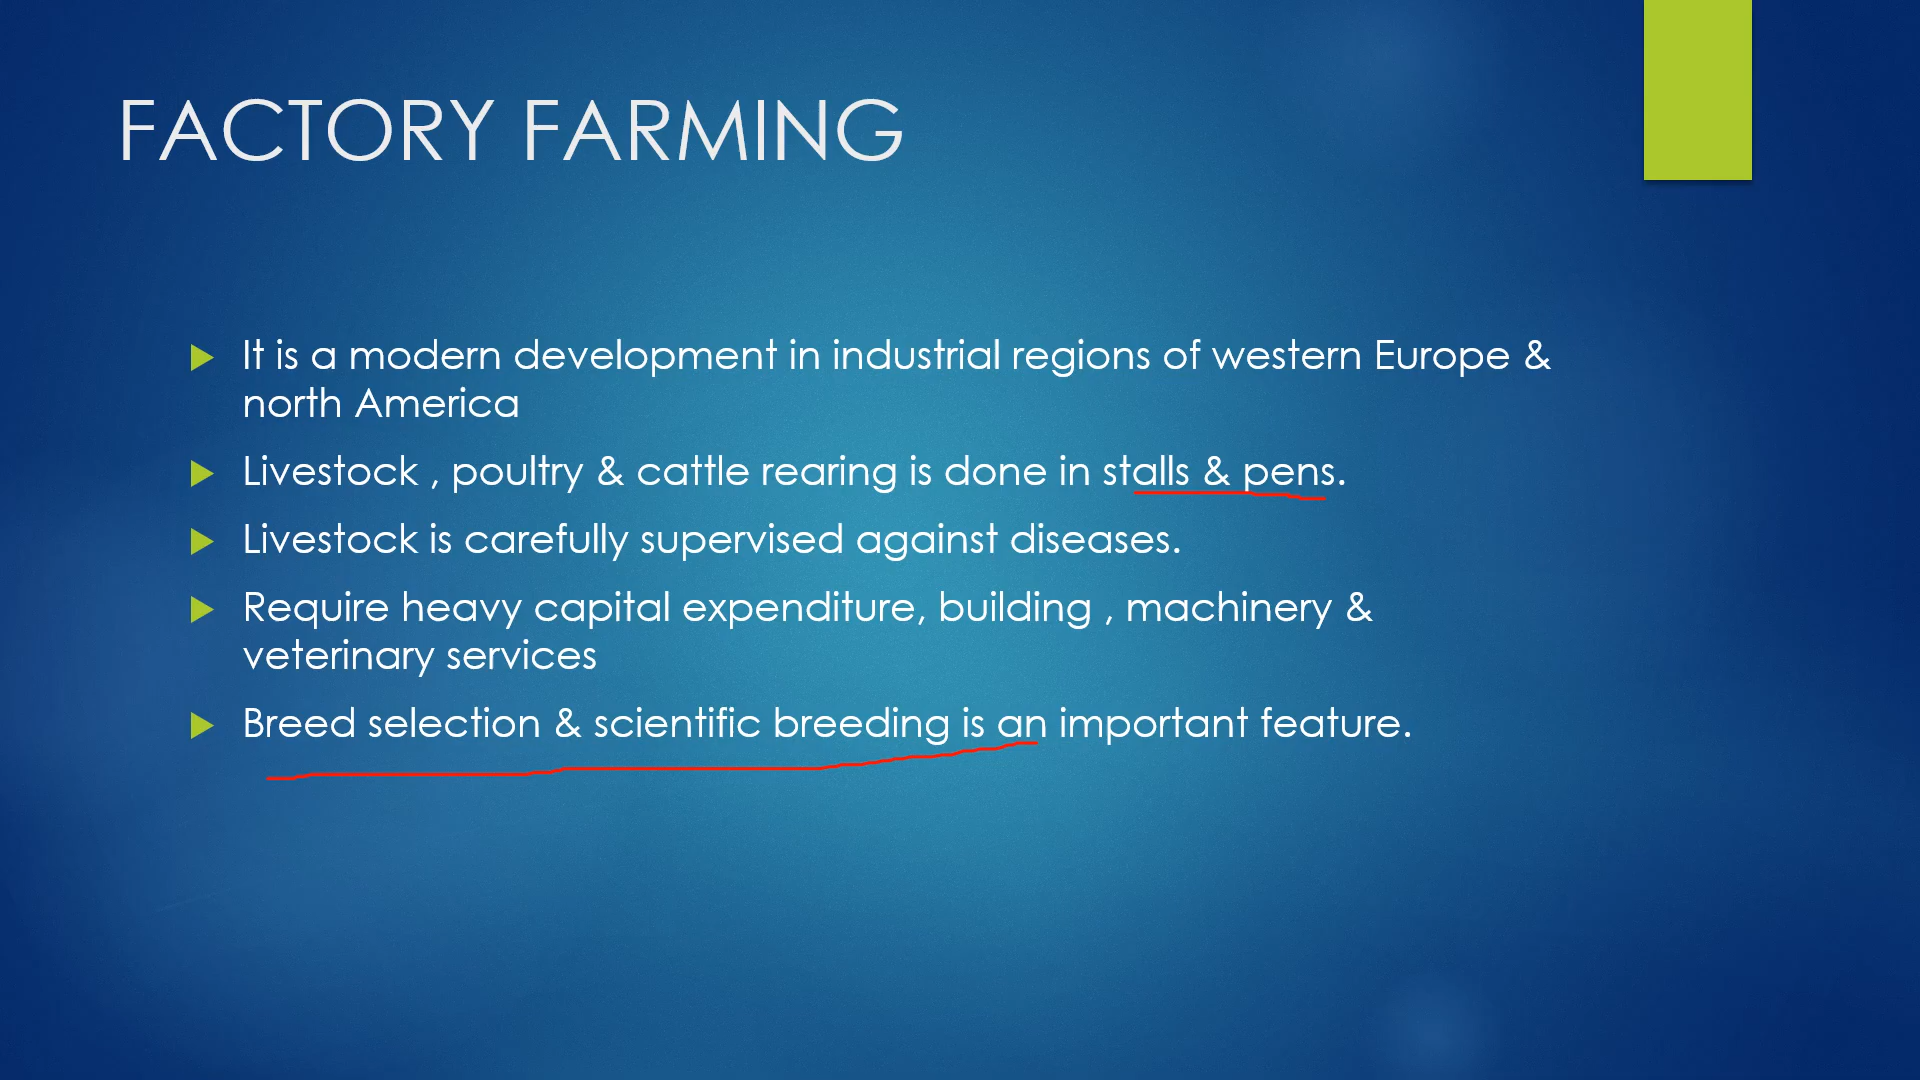 FACTORY FARMING
It is a modern development in industrial regions of western Europe &
north America
Livestock , poultry & cattle rearing is done in stalls & pens.
Livestock is carefully supervised against diseases.
Require heavy capital expenditure, building , machinery &
veterinary services
Breed selection & scientific breeding is an important feature.